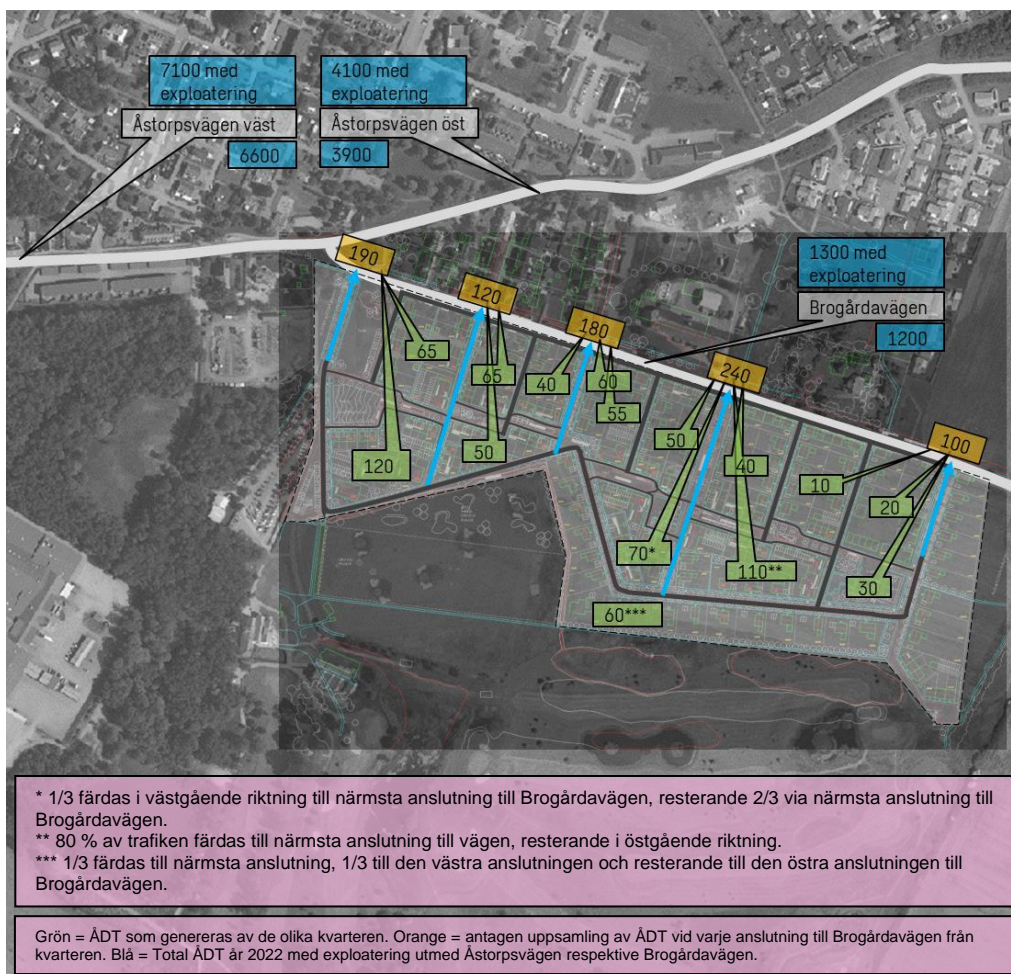 7100 med
exploatering
4100 med
exploatering
Åstorpsvägen väst
Åstorpsvägen öst
6600
3900
1300 med
exploatering
Brogårdavägen
1200
190
120
180
240
100
65
120
65
50
40
60
55
50
40
70*
110**
10
20
30
60***
* 1/3 färdas i västgående riktning till närmsta anslutning till Brogårdavägen, resterande 2/3 via närmsta anslutning till
Brogårdavägen.
** 80 % av trafiken färdas till närmsta anslutning till vägen, resterande i östgående riktning.
*** 1/3 färdas till närmsta anslutning, 1/3 till den västra anslutningen och resterande till den östra anslutningen till
Brogårdavägen.
Grön = ÅDT som genereras av de olika kvarteren. Orange = antagen uppsamling av ÅDT vid varje anslutning till Brogårdavägen från
kvarteren. Blå = Total ÅDT år 2022 med exploatering utmed Åstorpsvägen respektive Brogårdavägen.